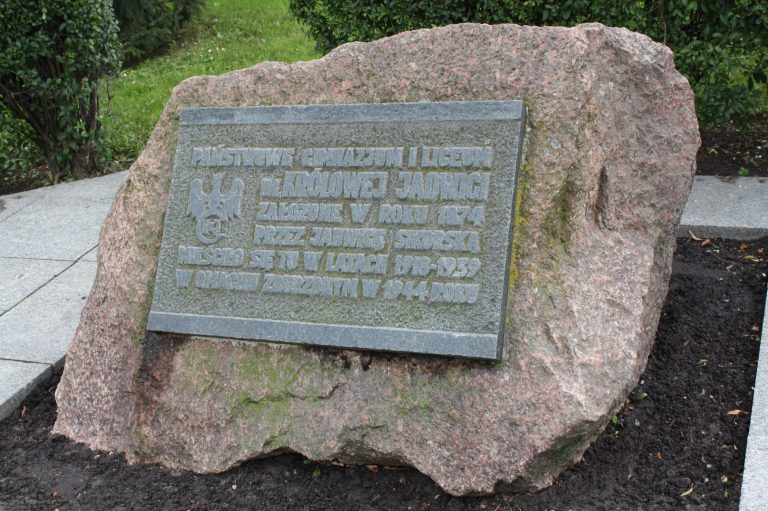 PAŃSTWOWE GIMNAZJUM I LICEUM
IM. KRÓLOWEJ JADWIGI
ZAŁOŻONE W ROKU 1874
PRZEZ JADWIGĘ SIKORSKĄ
MIEŚCIŁO SIĘ TU W LATACH 1918-1939
W GMACHU ZBURZONYM W 1944 ROKU